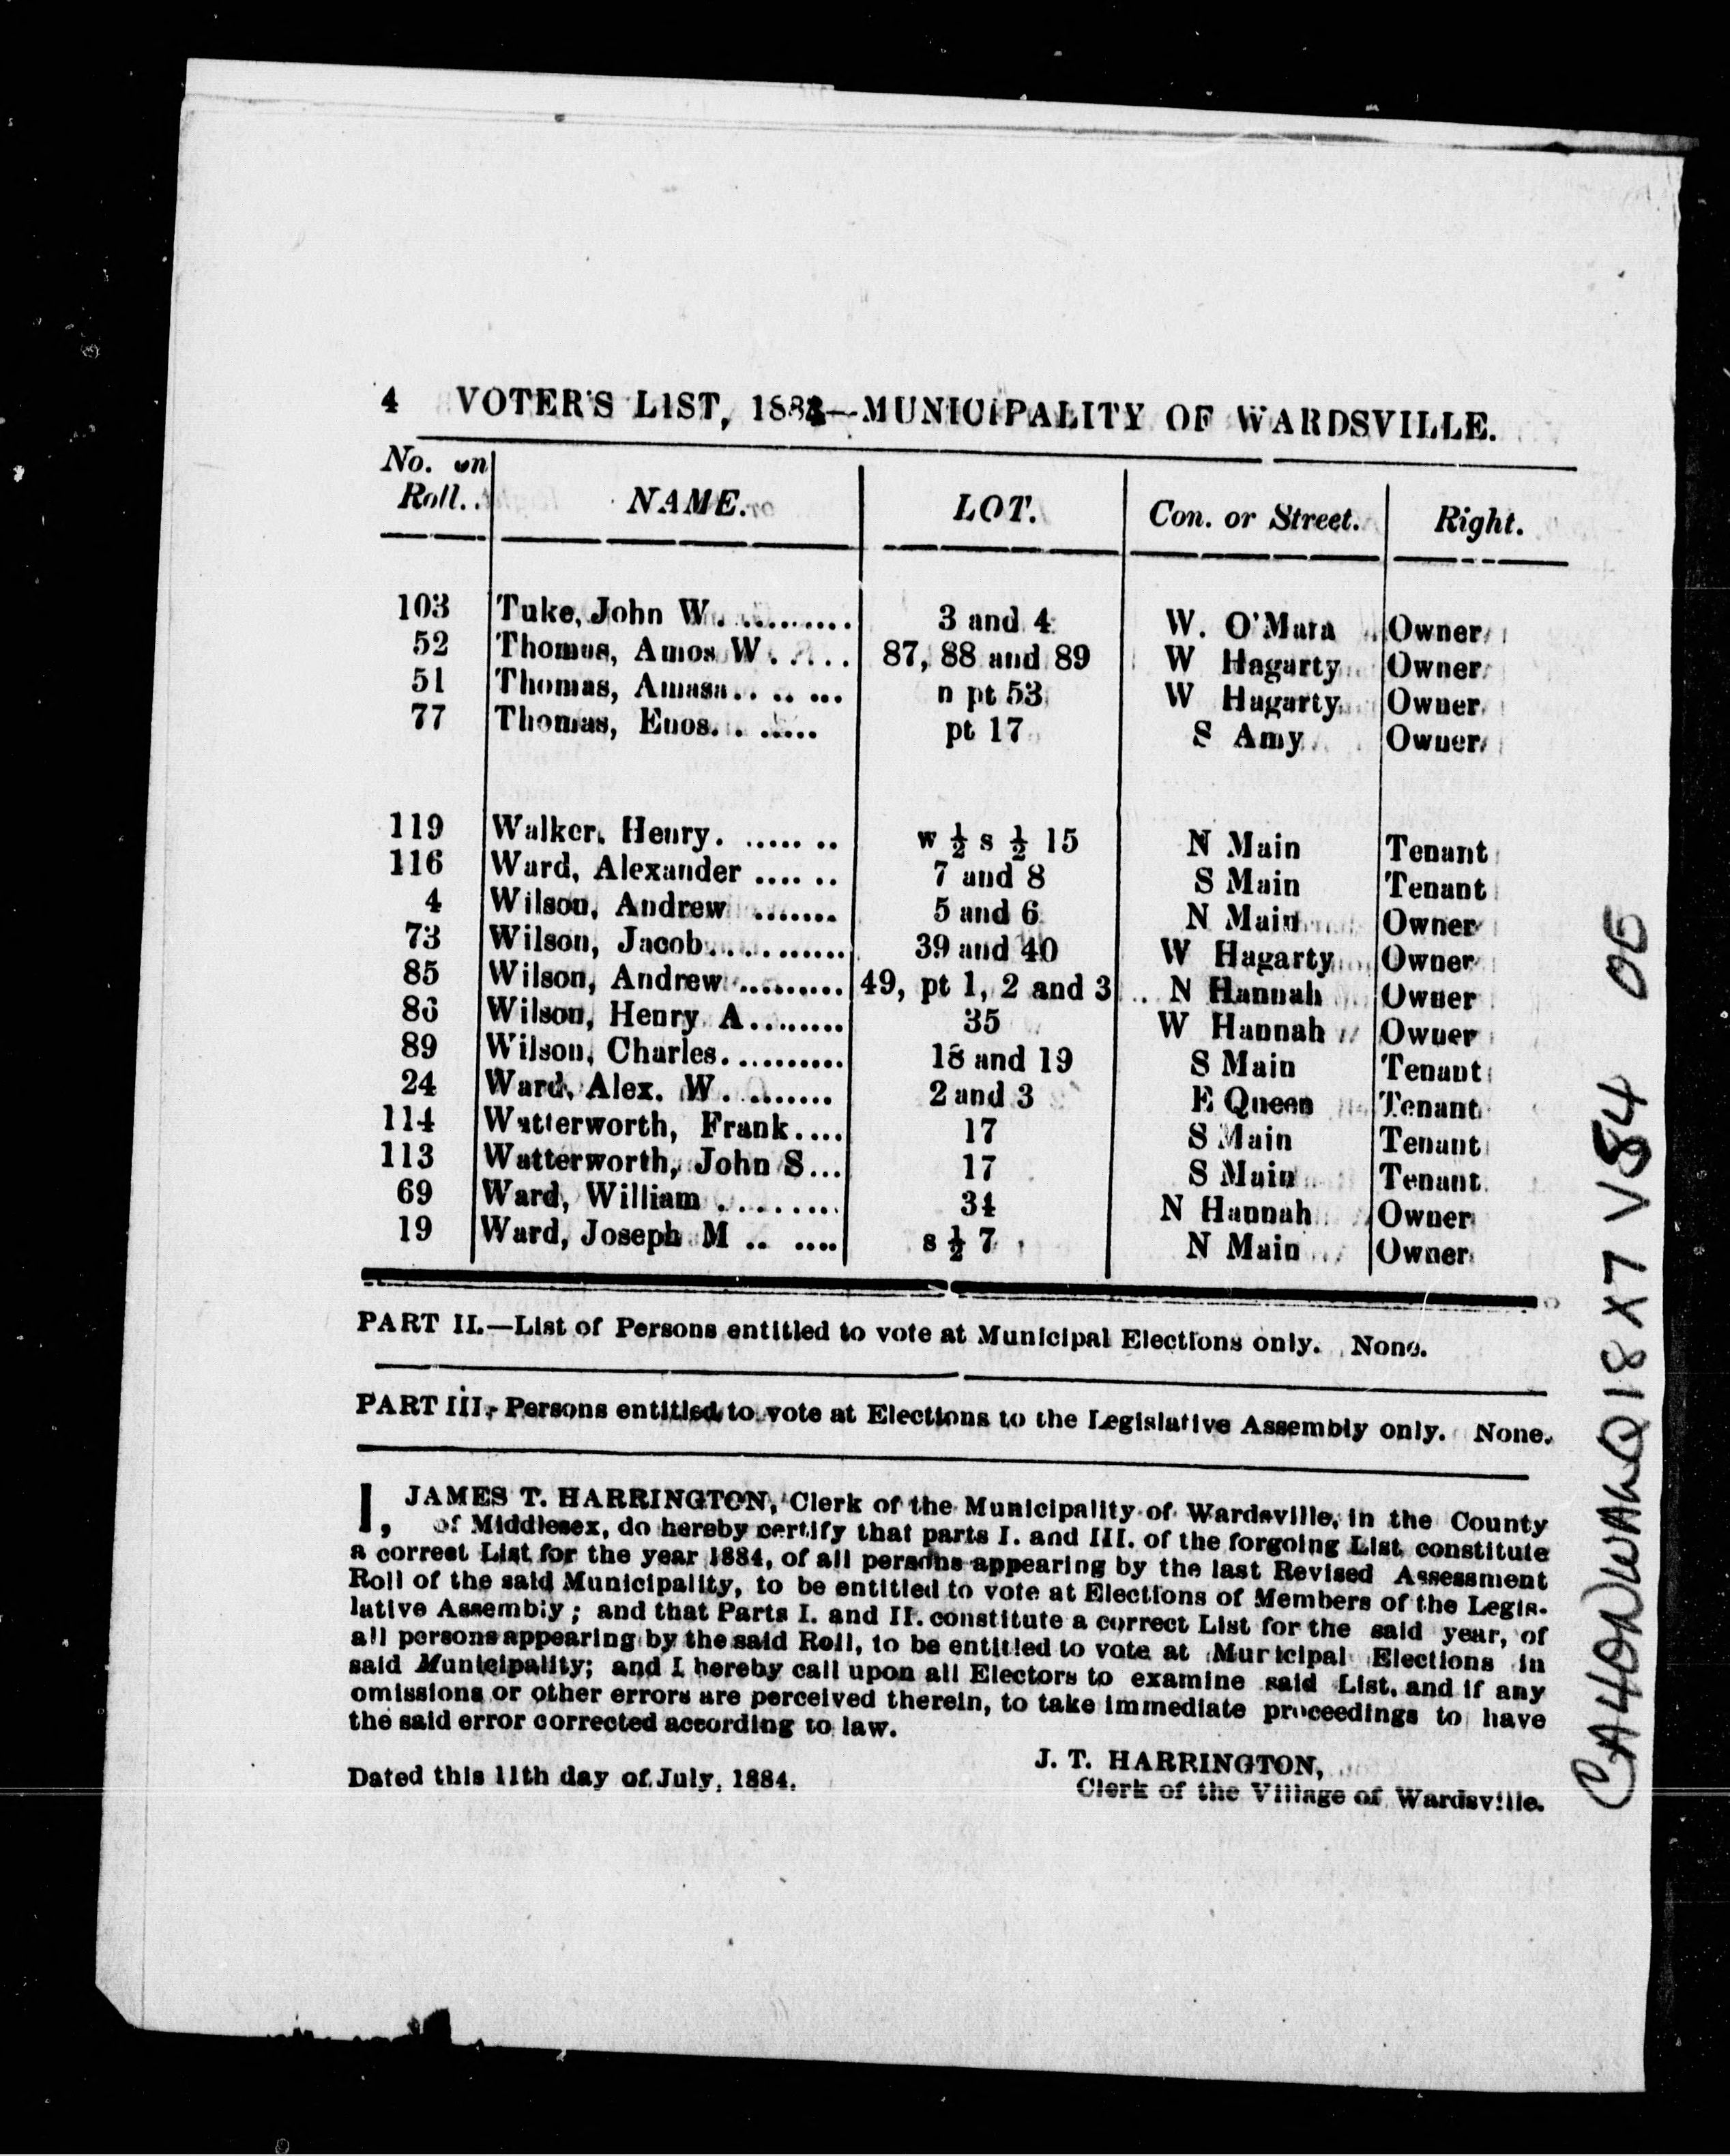 4 VOTER'S LIST, 1884—MUNICIPALITY OF WARDSVILLE.
No. on Roll. NAME. LOT. Con. or Street. Right.
103 Tuke, John W. .......... 3 and 4 W. O'Mara Owner
52 Thomas, Amos W. ..... 87, 88 and 89 W Hagarty Owner
51 Thomas, Amasa.. .. ... n pt 53 W Hagarty Owner
77 Thomas, Enos. . ..... pt 17 S Amy Owner
119 Walker, Henry. ...... .. w ½ s ½ 15 N Main Tenant
116 Ward, Alexander .... .. 7 and 8 S Main Tenant
4 Wilson, Andrew ....... 5 and 6 N Main Owner
73 Wilson, Jacob........... 39 and 40 W Hagarty Owner
85 Wilson, Andrew ......... 49, pt 1, 2 and 3 .. N Hannah Owner
86 Wilson, Henry A........ 35 W Hannah Owner
89 Wilson, Charles.......... 18 and 19 S Main Tenant
24 Ward, Alex. W. ........ 2 and 3 E Queen Tenant
114 Watterworth, Frank.... 17 S Main Tenant
113 Watterworth, John S... 17 S Main Tenant
69 Ward, William ......... 34 N Hannah Owner
19 Ward, Joseph M .. .... s ½ 7 N Main Owner
PART II.—List of Persons entitled to vote at Municipal Elections only. None.
PART III.- Persons entitled to vote at Elections to the Legislative Assembly only. None.
I, JAMES T. HARRINGTON, Clerk of the Municipality of Wardsville, in the County
of Middlesex, do hereby certify that parts I. and III. of the forgoing List constitute
a correct List for the year 1884, of all persons appearing by the last Revised Assessment
Roll of the said Municipality, to be entitled to vote at Elections of Members of the Legis-
lative Assembly; and that Parts I. and II. constitute a correct List for the said year, of
all persons appearing by the said Roll, to be entitled to vote at Municipal Elections in
said Municipality; and I hereby call upon all Electors to examine said List, and if any
omissions or other errors are perceived therein, to take immediate proceedings to have
the said error corrected according to law.
J. T. HARRINGTON,
Dated this 11th day of July, 1884. Clerk of the Village of Wardsville.
V84